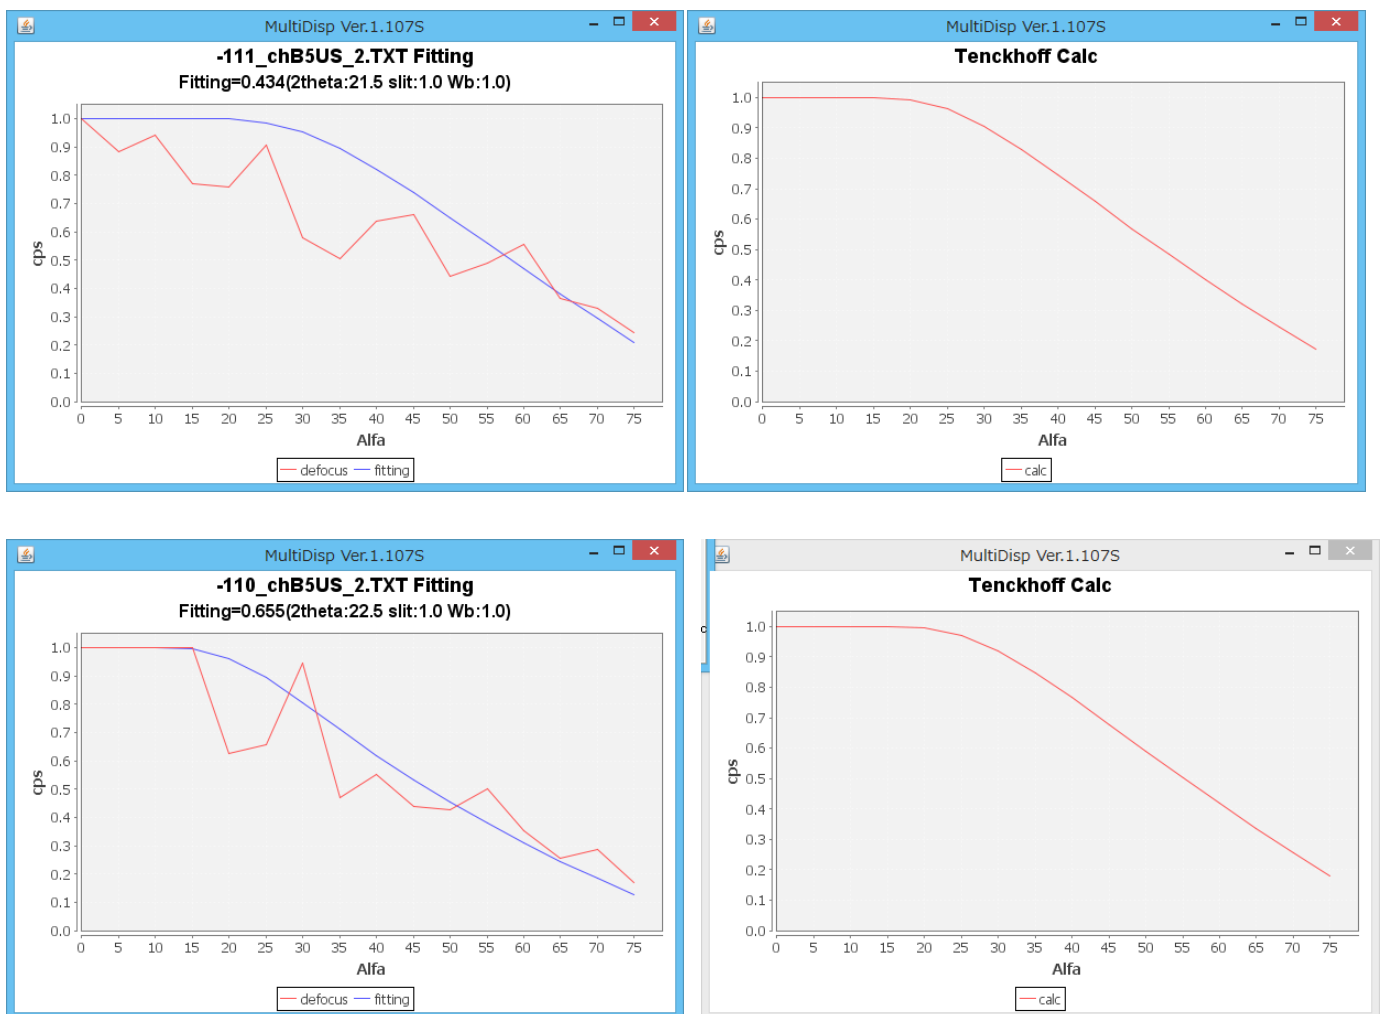 MultiDisp Ver.1.107S
-111_chB5US_2.TXT Fitting
Fitting=0.434(2theta:21.5 slit:1.0 Wb:1.0)
cps
1.0
0.9
0.8
0.7
0.6
0.5
0.4
0.3
0.2
0.1
0.0
0 5 10 15 20 25 30 35 40 45 50 55 60 65 70 75
Alfa
defocus fitting
MultiDisp Ver.1.107S
Tenckhoff Calc
cps
1.0
0.9
0.8
0.7
0.6
0.5
0.4
0.3
0.2
0.1
0.0
0 5 10 15 20 25 30 35 40 45 50 55 60 65 70 75
Alfa
calc
MultiDisp Ver.1.107S
-110_chB5US_2.TXT Fitting
Fitting=0.655(2theta:22.5 slit:1.0 Wb:1.0)
cps
1.0
0.9
0.8
0.7
0.6
0.5
0.4
0.3
0.2
0.1
0.0
0 5 10 15 20 25 30 35 40 45 50 55 60 65 70 75
Alfa
defocus fitting
MultiDisp Ver.1.107S
Tenckhoff Calc
c
cps
1.0
0.9
0.8
0.7
0.6
0.5
0.4
0.3
0.2
0.1
0.0
0 5 10 15 20 25 30 35 40 45 50 55 60 65 70 75
Alfa
calc